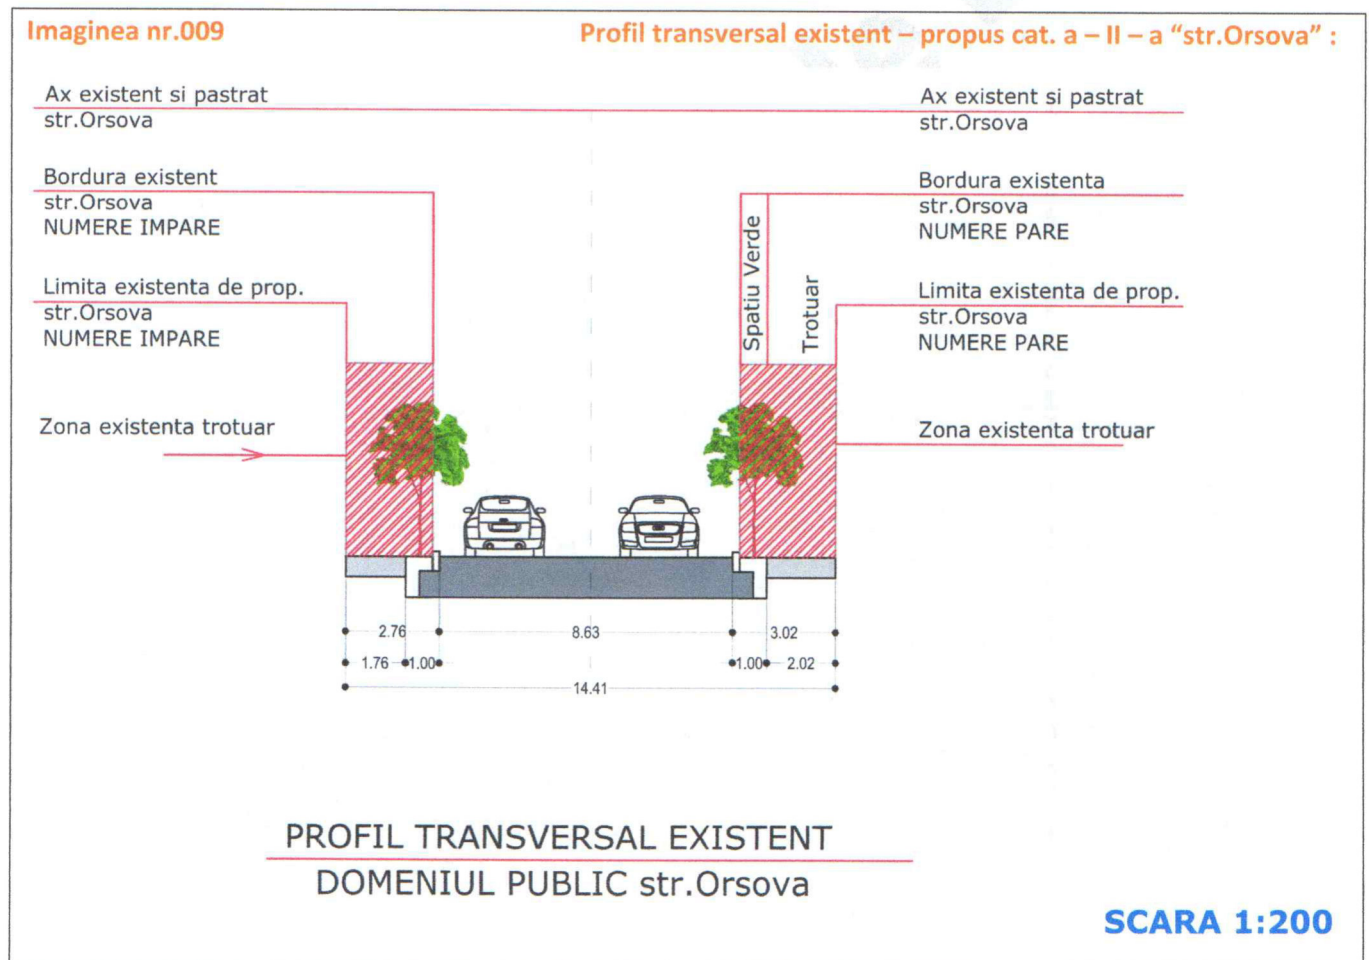 Imaginea nr.009
Profil transversal existent – propus cat. a – II – a “str.Orsova” :
Ax existent si pastrat
str.Orsova
Ax existent si pastrat
str.Orsova
Bordura existent
str.Orsova
NUMERE IMPARE
Bordura existenta
str.Orsova
NUMERE PARE
Spatiu Verde
Trotuar
Limita existenta de prop.
str.Orsova
NUMERE IMPARE
Limita existenta de prop.
str.Orsova
NUMERE PARE
Zona existenta trotuar
Zona existenta trotuar
2.76 8.63 3.02
1.76 1.00 1.00 2.02
14.41
PROFIL TRANSVERSAL EXISTENT
DOMENIUL PUBLIC str.Orsova
SCARA 1:200